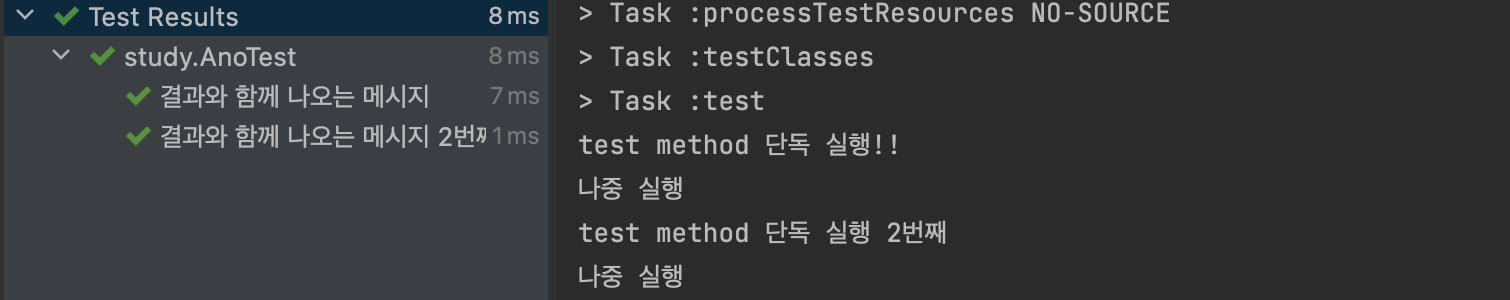 Test Results 8 ms
study.AnoTest 8 ms
결과와 함께 나오는 메시지 7 ms
결과와 함께 나오는 메시지 2번째 1 ms
> Task :processTestResources NO-SOURCE
> Task :testClasses
> Task :test
test method 단독 실행!!
나중 실행
test method 단독 실행 2번째
나중 실행